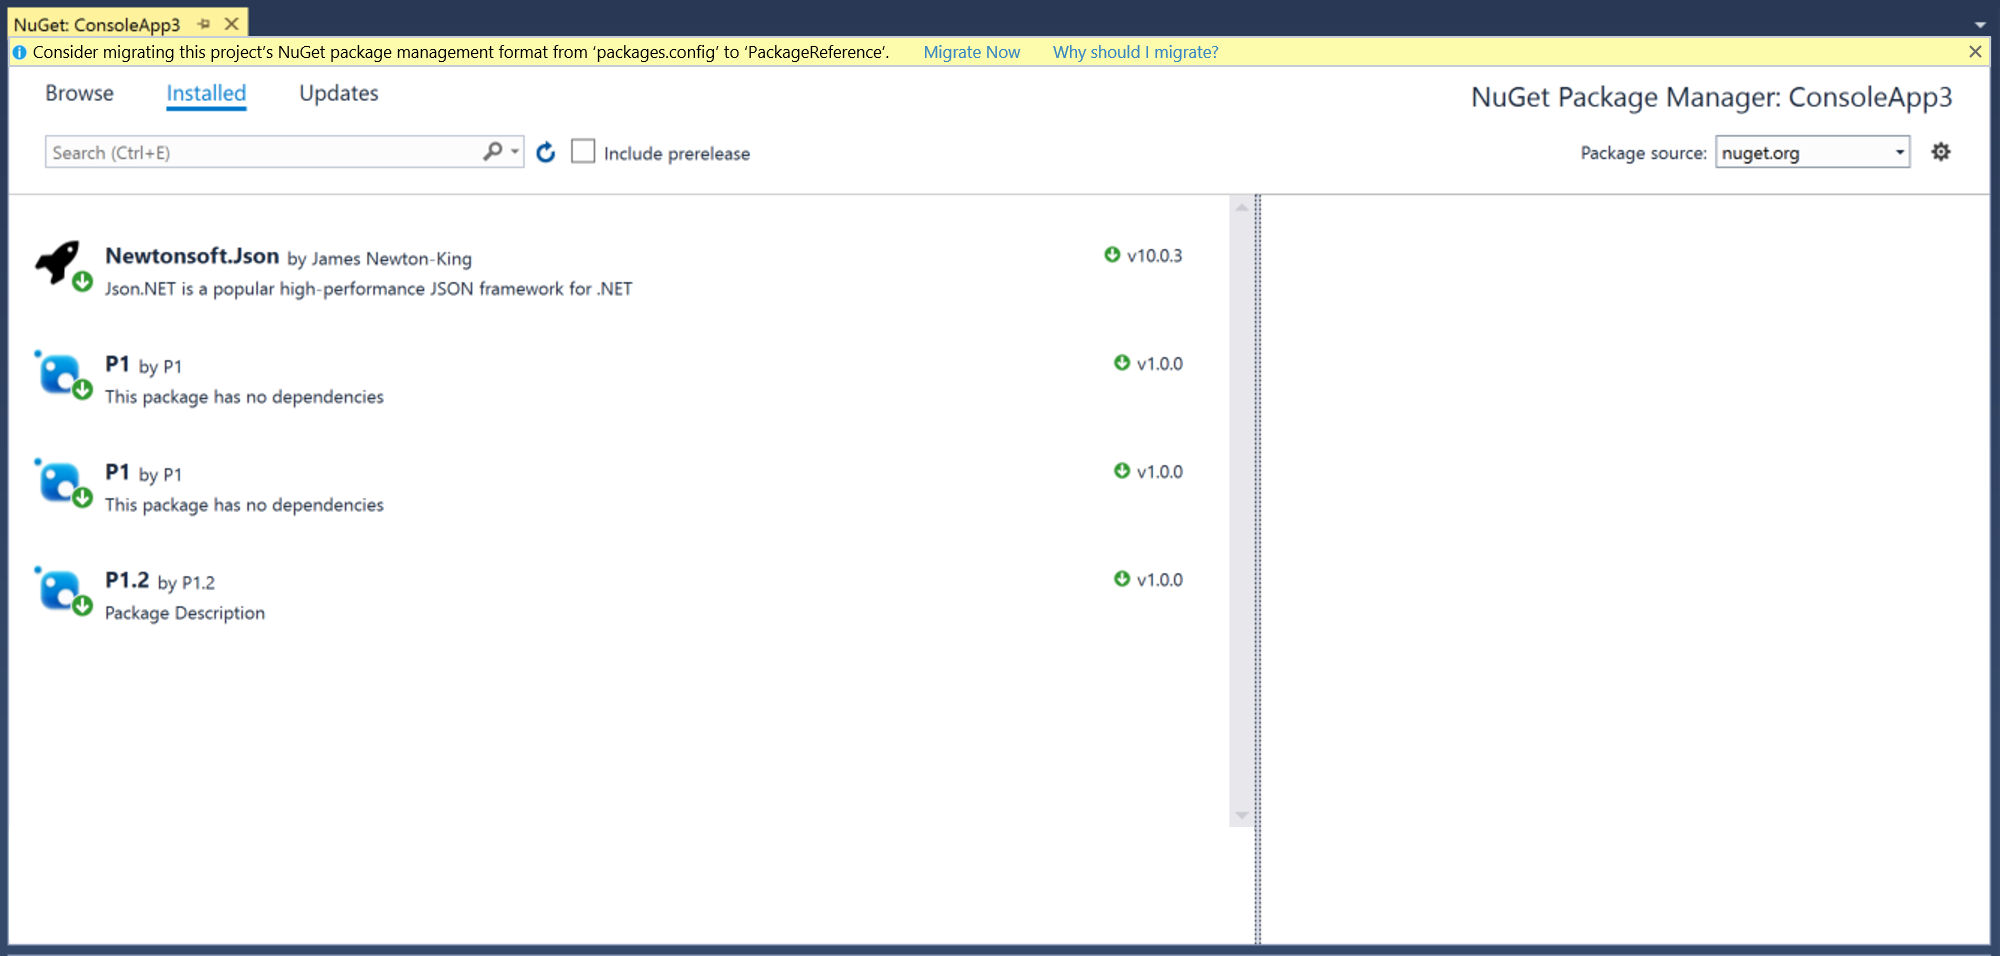 NuGet: ConsoleApp3
Consider migrating this project’s NuGet package management format from ‘packages.config’ to ‘PackageReference’. Migrate Now Why should I migrate?
Browse Installed Updates
NuGet Package Manager: ConsoleApp3
Search (Ctrl+E) Include prerelease
Package source: nuget.org
Newtonsoft.Json by James Newton-King v10.0.3
Json.NET is a popular high-performance JSON framework for .NET
P1 by P1 v1.0.0
This package has no dependencies
P1 by P1 v1.0.0
This package has no dependencies
P1.2 by P1.2 v1.0.0
Package Description